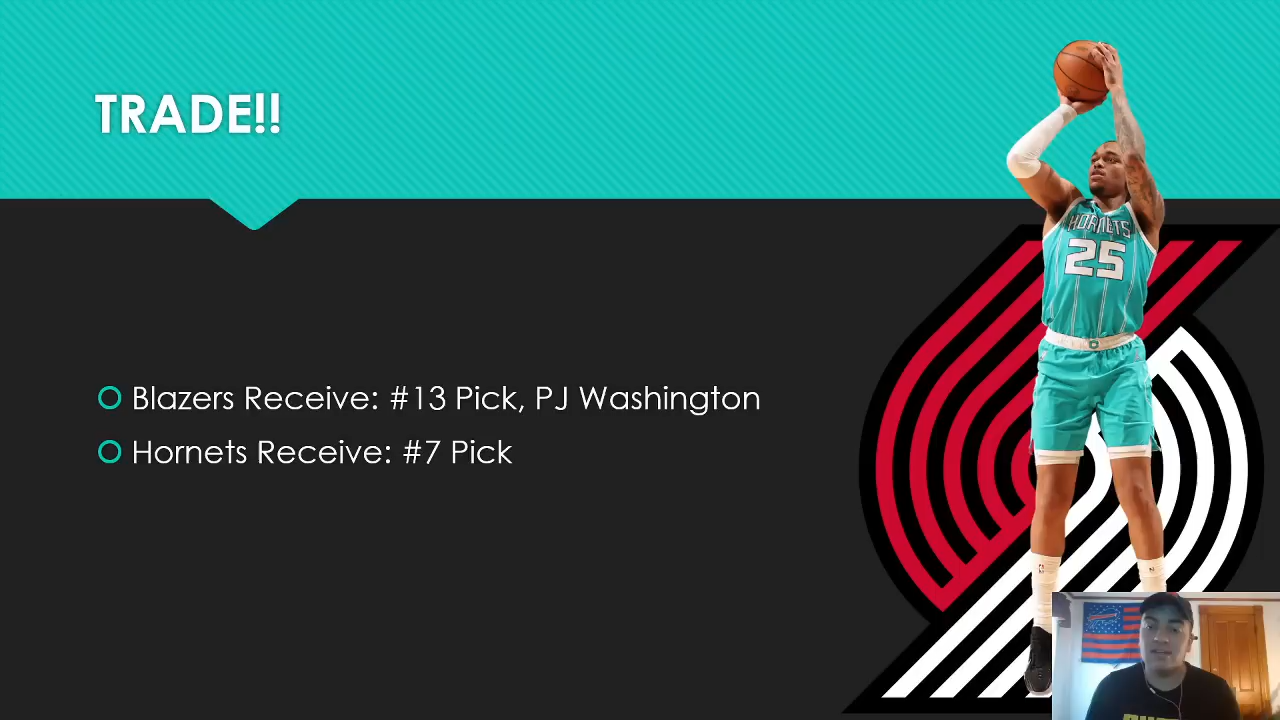 TRADE!!
Blazers Receive: #13 Pick, PJ Washington
Hornets Receive: #7 Pick
HORNETS
25